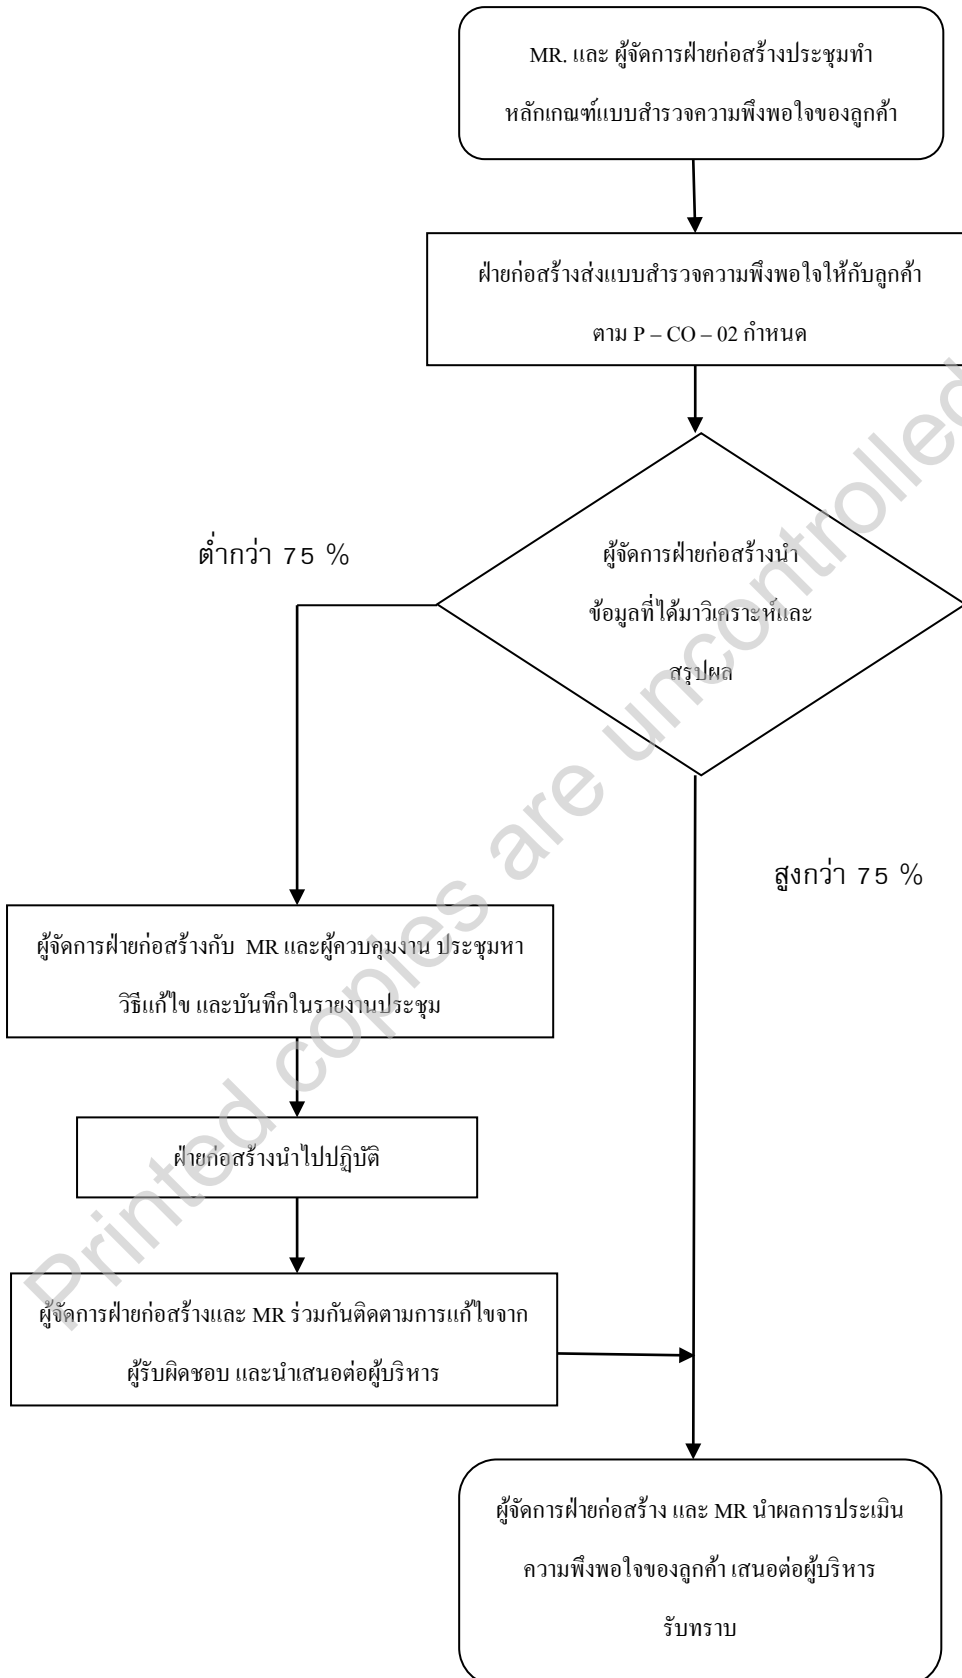 MR. และ ผู้จัดการฝ่ายก่อสร้างประชุมทำ
หลักเกณฑ์แบบสำรวจความพึงพอใจของลูกค้า
ฝ่ายก่อสร้างส่งแบบสำรวจความพึงพอใจให้กับลูกค้า
ตาม P – CO – 02 กำหนด
ผู้จัดการฝ่ายก่อสร้างนำ
ข้อมูลที่ได้มาวิเคราะห์และ
สรุปผล
ต่ำกว่า 75 %
สูงกว่า 75 %
ผู้จัดการฝ่ายก่อสร้างกับ MR และผู้ควบคุมงาน ประชุมหา
วิธีแก้ไข และบันทึกในรายงานประชุม
ฝ่ายก่อสร้างนำไปปฏิบัติ
ผู้จัดการฝ่ายก่อสร้างและ MR ร่วมกันติดตามการแก้ไขจาก
ผู้รับผิดชอบ และนำเสนอต่อผู้บริหาร
ผู้จัดการฝ่ายก่อสร้าง และ MR นำผลการประเมิน
ความพึงพอใจของลูกค้า เสนอต่อผู้บริหาร
รับทราบ
Printed copies are uncontrolled